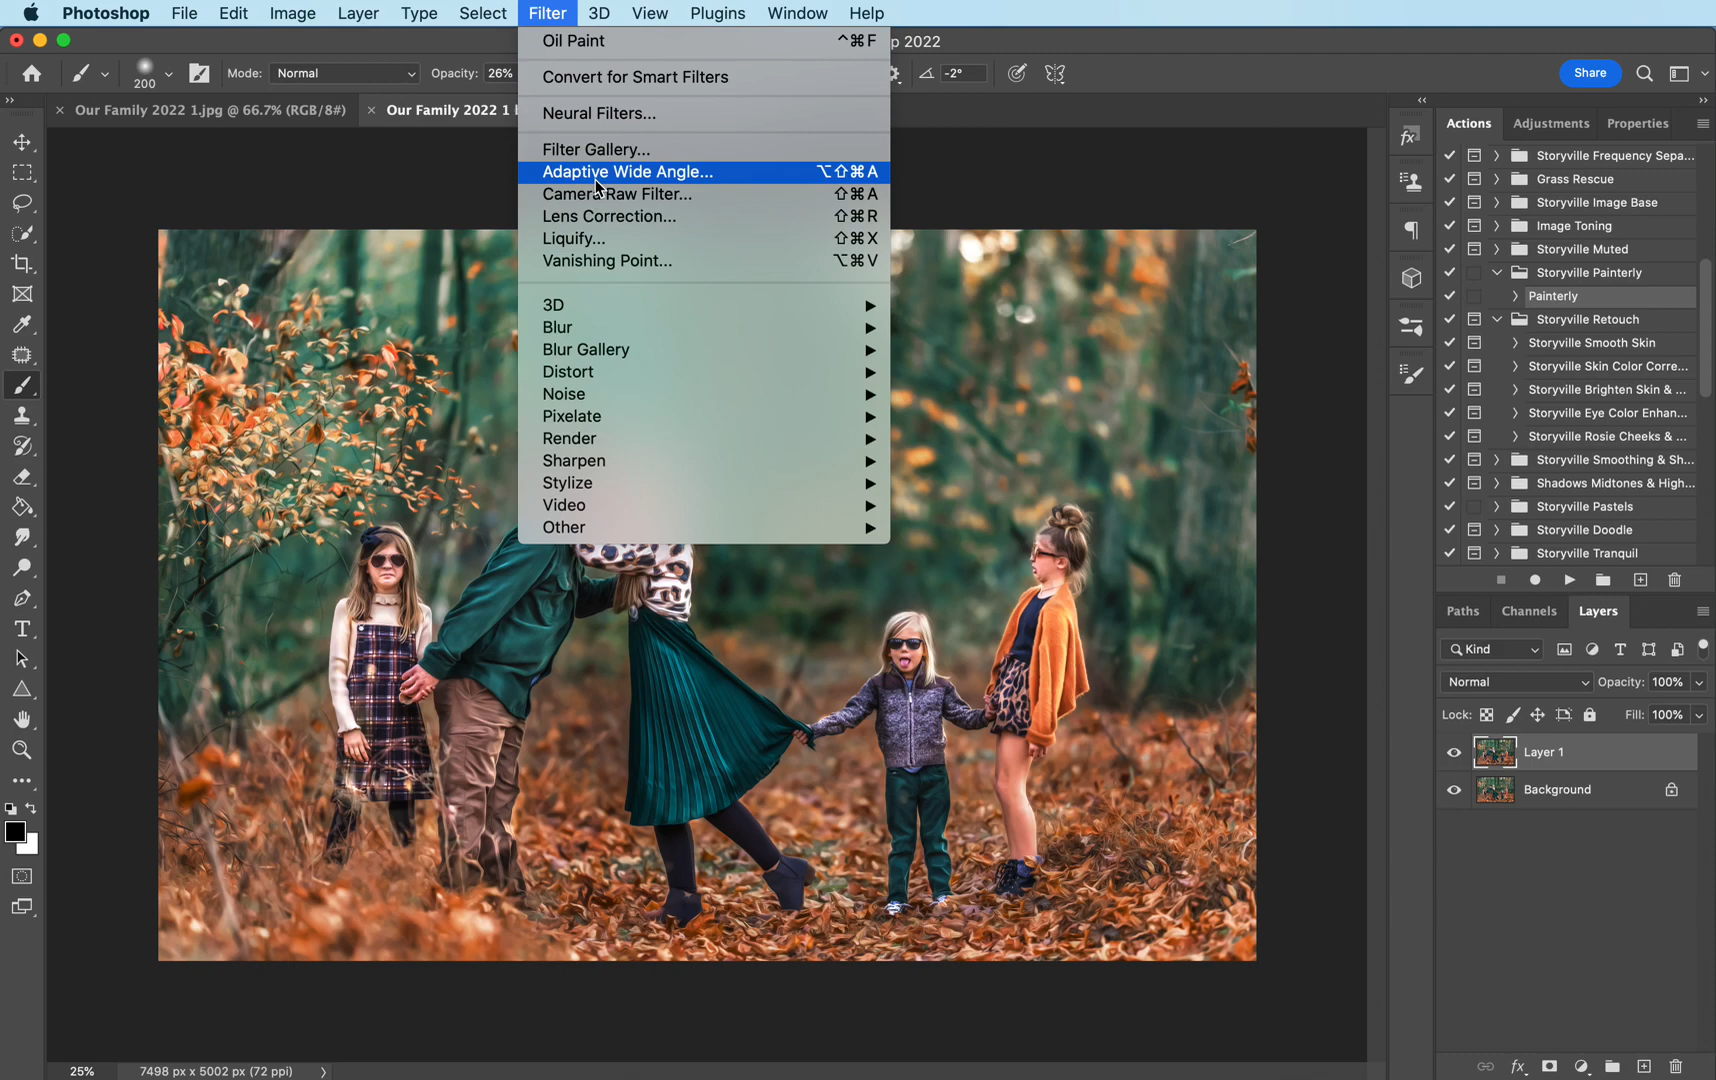 Photoshop File Edit Image Layer Type Select Filter 3D View Plugins Window Help
p 2022
200 Mode: Normal Opacity: 26% -2° Share
Our Family 2022 1.jpg @ 66.7% (RGB/8#)
Our Family 2022 1
Oil Paint ^⌘F
Convert for Smart Filters
Neural Filters...
Filter Gallery...
Adaptive Wide Angle... ⌥⇧⌘A
Camera Raw Filter... ⇧⌘A
Lens Correction... ⇧⌘R
Liquify... ⇧⌘X
Vanishing Point... ⌥⌘V
3D
Blur
Blur Gallery
Distort
Noise
Pixelate
Render
Sharpen
Stylize
Video
Other
Actions Adjustments Properties
Storyville Frequency Sepa...
Grass Rescue
Storyville Image Base
Image Toning
Storyville Muted
Storyville Painterly
Painterly
Storyville Retouch
Storyville Smooth Skin
Storyville Skin Color Corre...
Storyville Brighten Skin & ...
Storyville Eye Color Enhan...
Storyville Rosie Cheeks & ...
Storyville Smoothing & Sh...
Shadows Midtones & High...
Storyville Pastels
Storyville Doodle
Storyville Tranquil
Paths Channels Layers
Kind
Normal Opacity: 100%
Lock: Fill: 100%
Layer 1
Background
25% 7498 px x 5002 px (72 ppi)